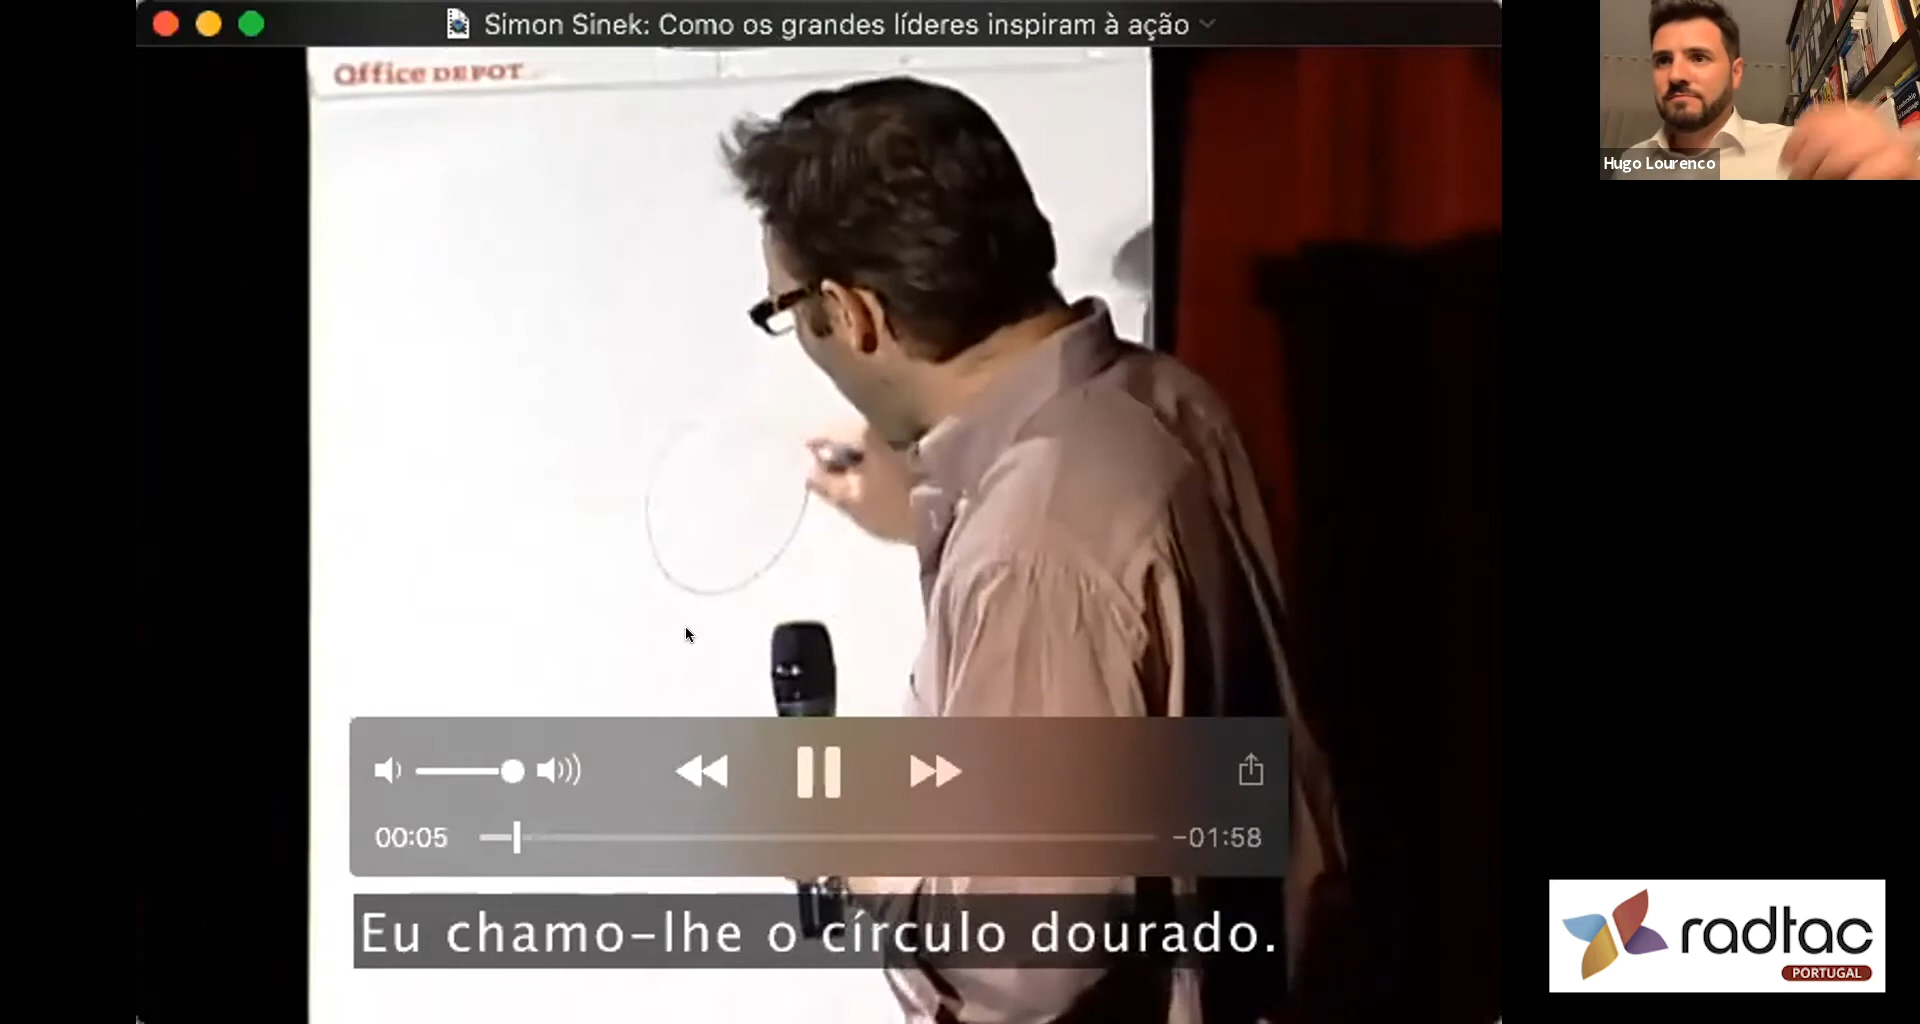 Simon Sinek: Como os grandes líderes inspiram à ação
Office DEPOT
Hugo Lourenco
00:05
-01:58
Eu chamo-lhe o círculo dourado.
radtac
PORTUGAL